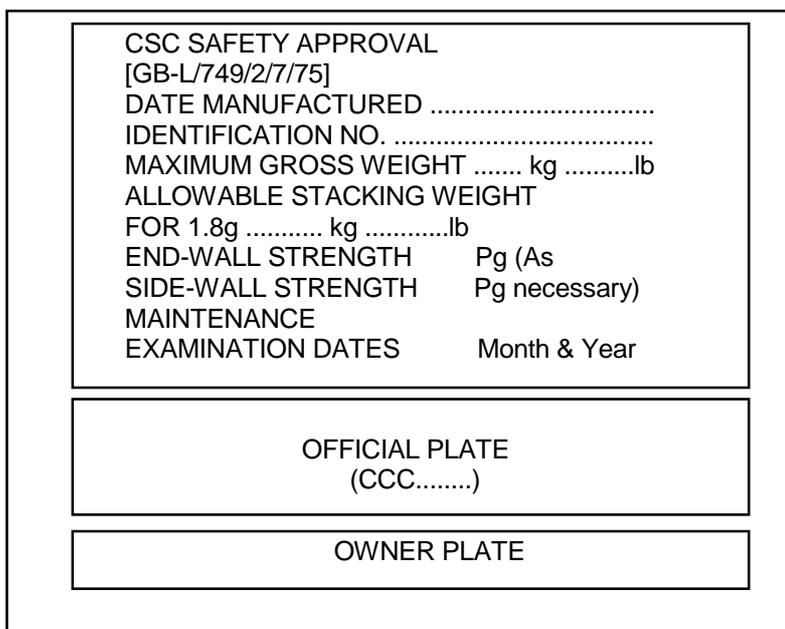 CSC SAFETY APPROVAL
[GB-L/749/2/7/75]
DATE MANUFACTURED ................................
IDENTIFICATION NO. .....................................
MAXIMUM GROSS WEIGHT ....... kg ..........lb
ALLOWABLE STACKING WEIGHT
FOR 1.8g ........... kg ............lb
END-WALL STRENGTH Pg (As
SIDE-WALL STRENGTH Pg necessary)
MAINTENANCE
EXAMINATION DATES Month & Year
OFFICIAL PLATE
(CCC........)
OWNER PLATE